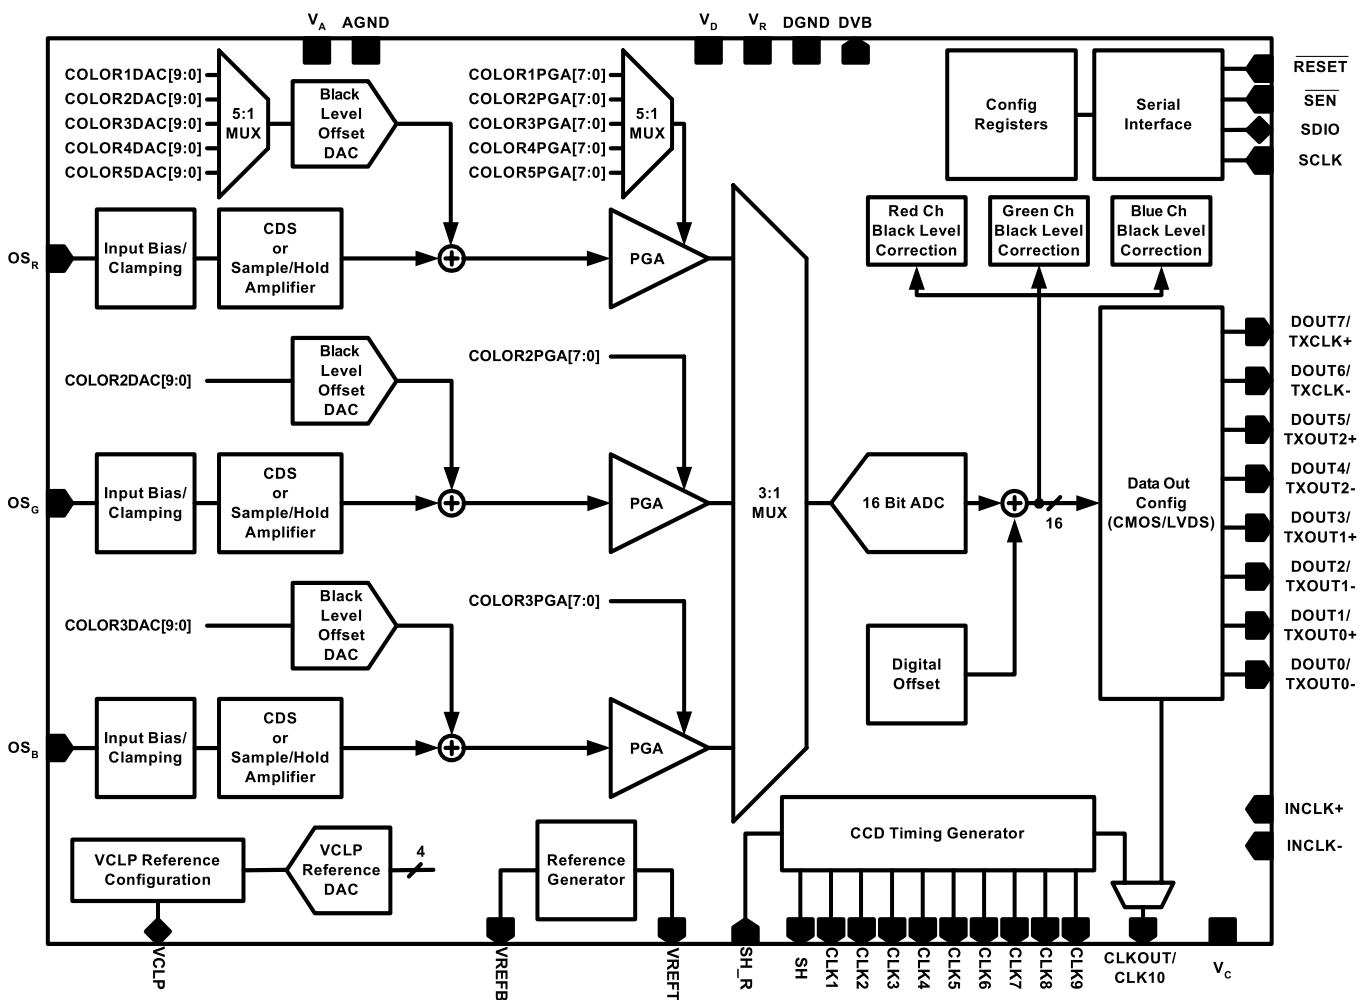 VA
AGND
VD
VR
DGND
DVB
COLOR1DAC[9:0]
COLOR2DAC[9:0]
COLOR3DAC[9:0]
COLOR4DAC[9:0]
COLOR5DAC[9:0]
5:1
MUX
Black
Level
Offset
DAC
COLOR1PGA[7:0]
COLOR2PGA[7:0]
COLOR3PGA[7:0]
COLOR4PGA[7:0]
COLOR5PGA[7:0]
5:1
MUX
Config
Registers
Serial
Interface
RESET
SEN
SDIO
SCLK
OSR
Input Bias/
Clamping
CDS
or
Sample/Hold
Amplifier
PGA
Red Ch
Black Level
Correction
Green Ch
Black Level
Correction
Blue Ch
Black Level
Correction
COLOR2DAC[9:0]
Black
Level
Offset
DAC
COLOR2PGA[7:0]
OSG
Input Bias/
Clamping
CDS
or
Sample/Hold
Amplifier
PGA
3:1
MUX
16 Bit ADC
16
Data Out
Config
(CMOS/LVDS)
DOUT7/
TXCLK+
DOUT6/
TXCLK-
DOUT5/
TXOUT2+
DOUT4/
TXOUT2-
DOUT3/
TXOUT1+
DOUT2/
TXOUT1-
DOUT1/
TXOUT0+
DOUT0/
TXOUT0-
COLOR3DAC[9:0]
Black
Level
Offset
DAC
COLOR3PGA[7:0]
Digital
Offset
OSB
Input Bias/
Clamping
CDS
or
Sample/Hold
Amplifier
PGA
VCLP Reference
Configuration
VCLP
Reference
DAC
4
Reference
Generator
CCD Timing Generator
INCLK+
INCLK-
VCLP
VREFB
VREFT
SH_R
SH
CLK1
CLK2
CLK3
CLK4
CLK5
CLK6
CLK7
CLK8
CLK9
CLKOUT/
CLK10
VC